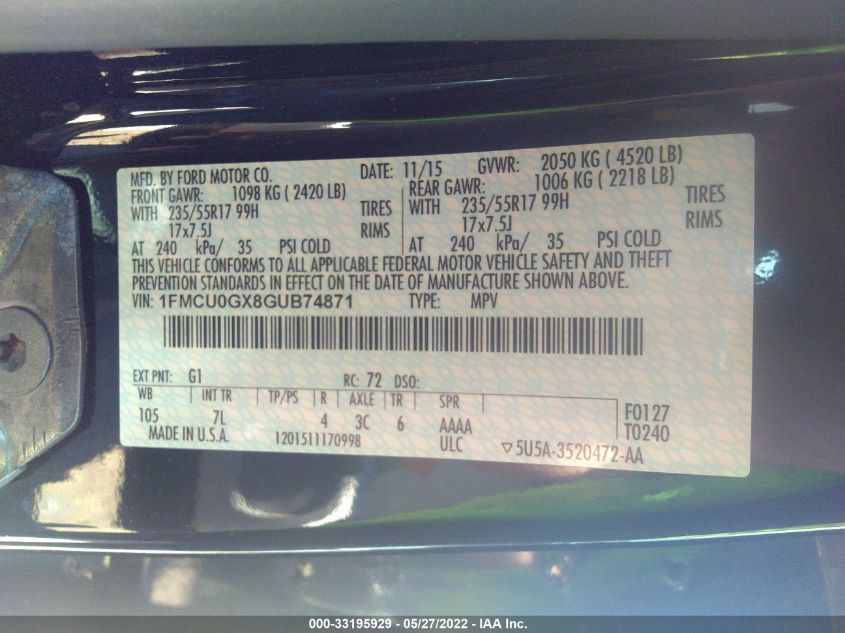 MFD. BY FORD MOTOR CO. DATE: 11/15 GVWR: 2050 KG ( 4520 LB)
FRONT GAWR: 1098 KG ( 2420 LB) REAR GAWR: 1006 KG ( 2218 LB)
WITH 235/55R17 99H TIRES WITH 235/55R17 99H TIRES
17x7.5J RIMS 17x7.5J RIMS
AT 240 kPa/ 35 PSI COLD AT 240 kPa/ 35 PSI COLD
THIS VEHICLE CONFORMS TO ALL APPLICABLE FEDERAL MOTOR VEHICLE SAFETY AND THEFT
PREVENTION STANDARDS IN EFFECT ON THE DATE OF MANUFACTURE SHOWN ABOVE.
VIN: 1FMCU0GX8GUB74871 TYPE: MPV
EXT PNT: G1 RC: 72 DSO:
WB INT TR TP/PS R AXLE TR SPR
105 7L 4 3C 6 AAAA F0127
MADE IN U.S.A. 1201511170998 ULC T0240
▽5U5A-3520472-AA
000-33195929 - 05/27/2022 - IAA Inc.